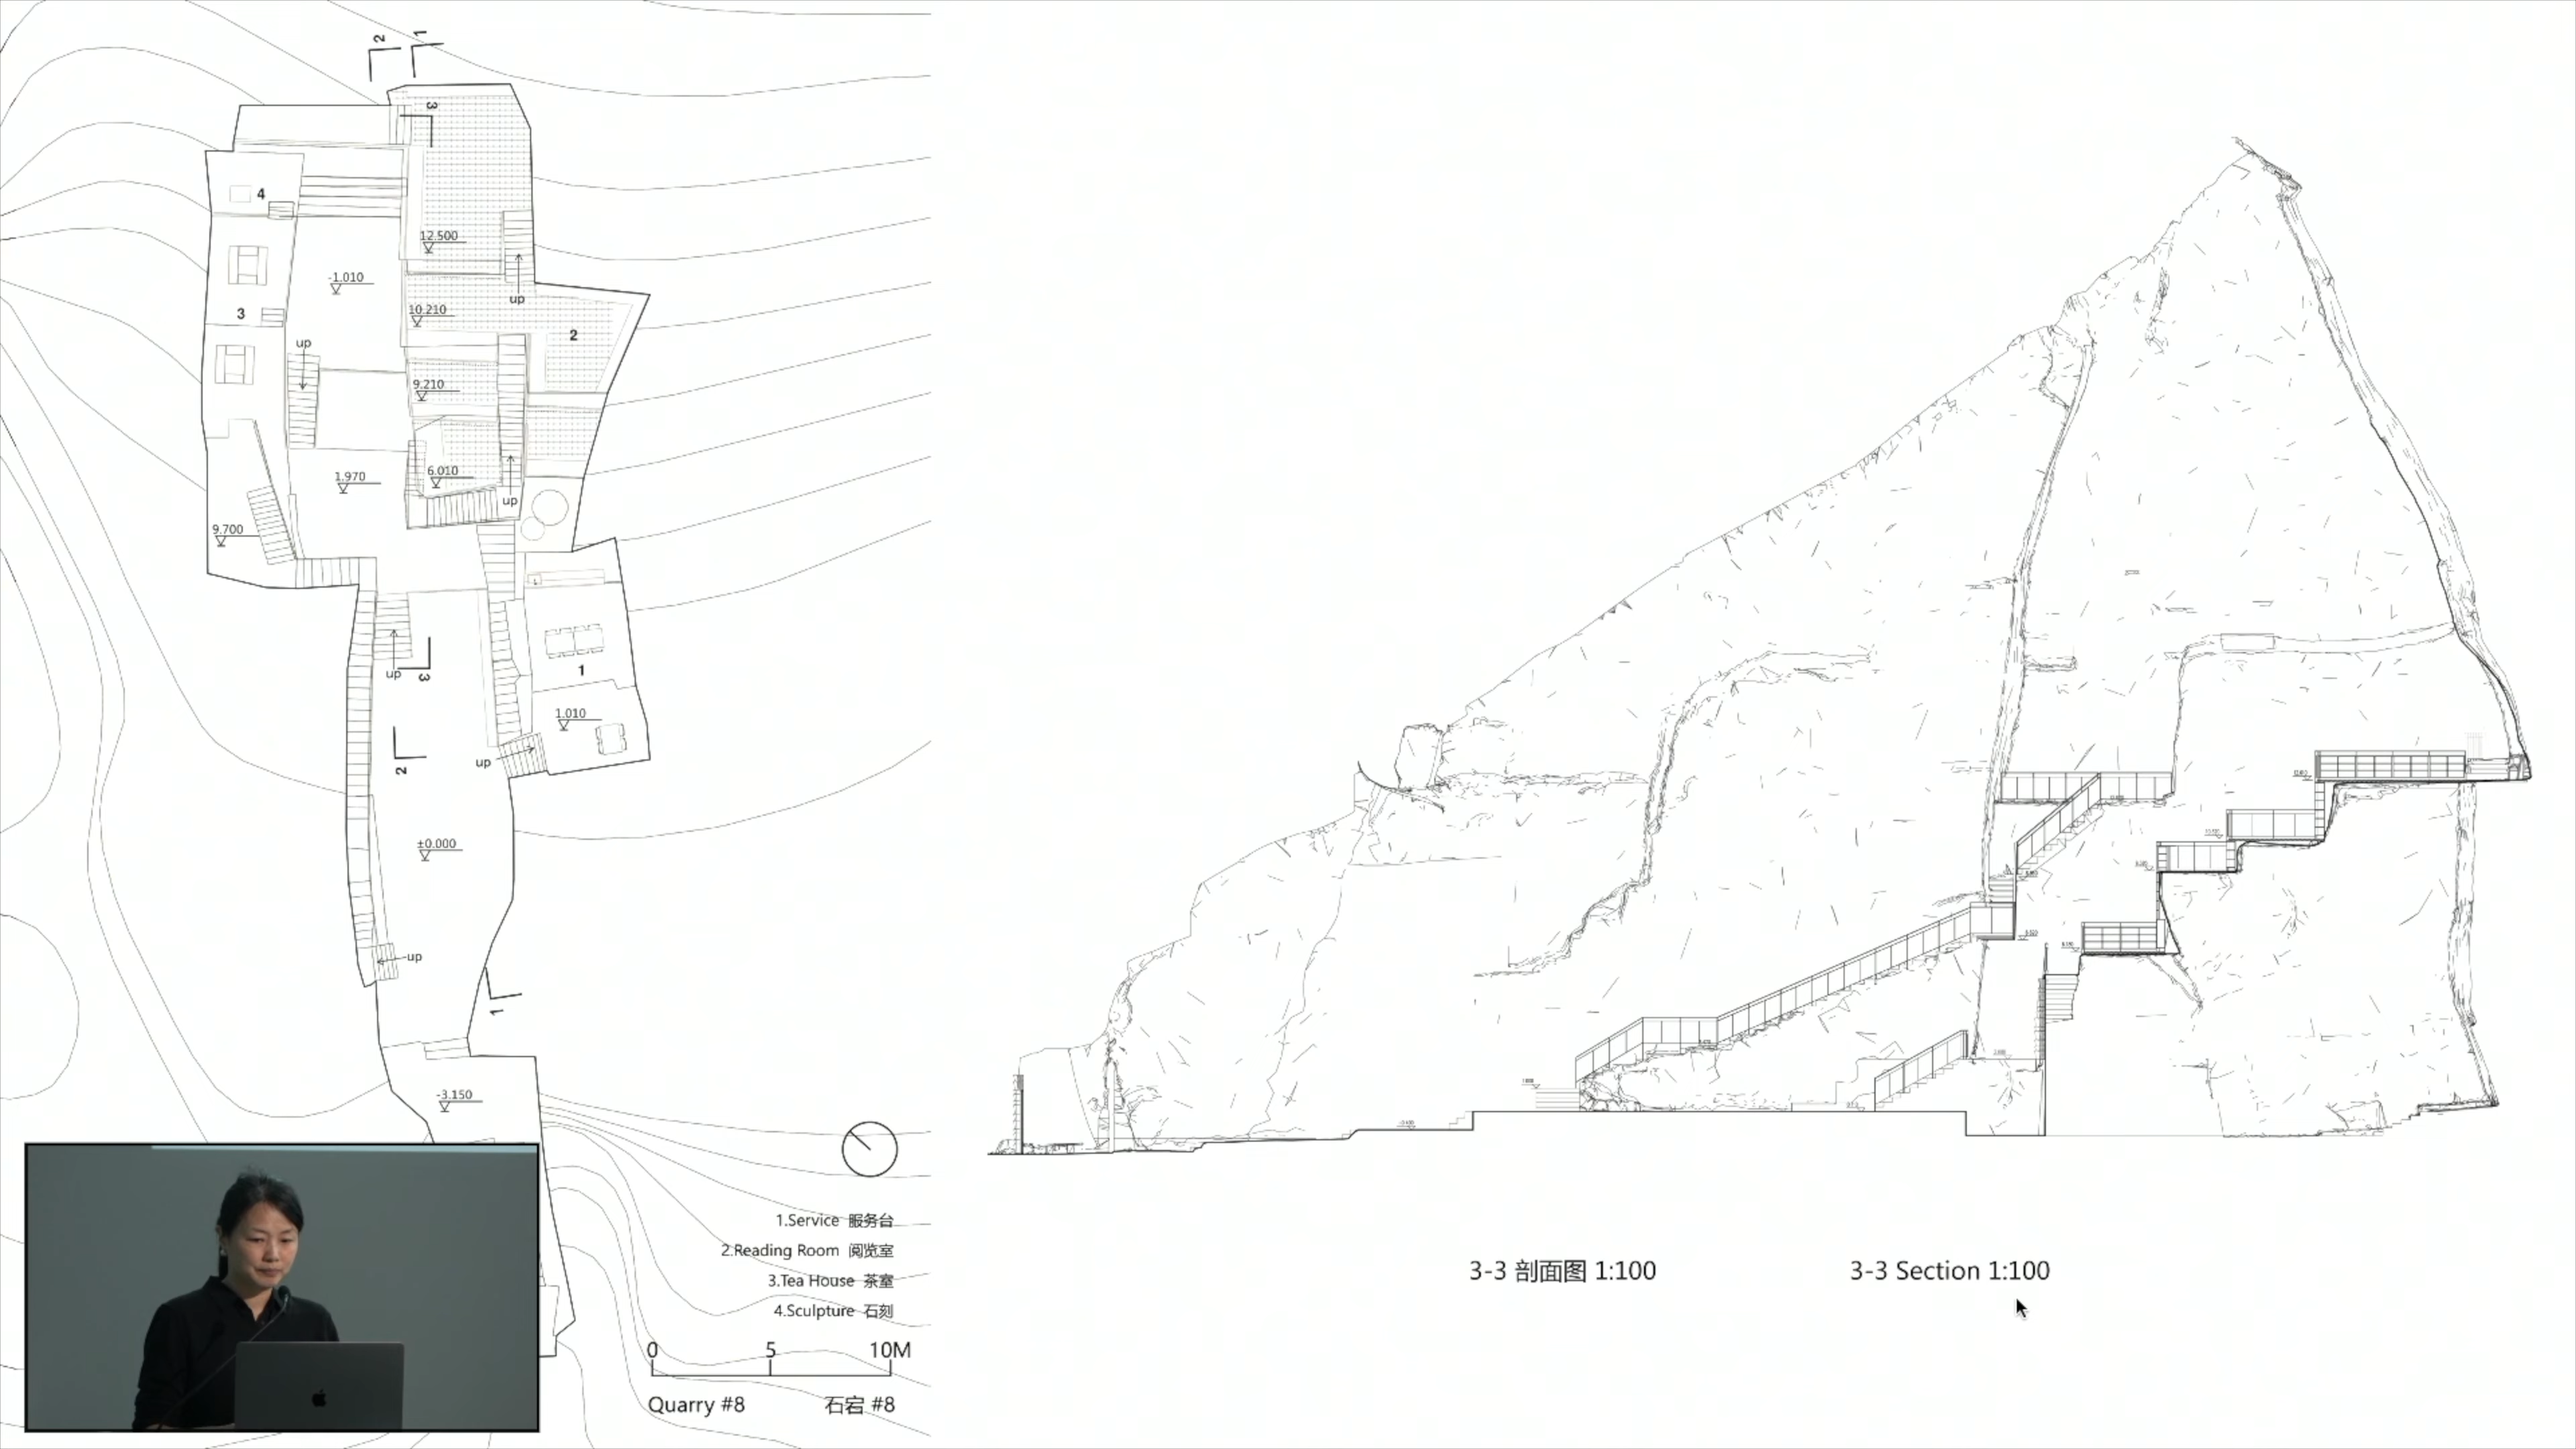 2
1
3
4
12.500
-1.010
up
10.210
3
2
up
9.210
6.010
1.970
up
9.700
1
up
3
1.010
up
2
±0.000
up
1
-3.150
1.Service 服务台
2.Reading Room 阅览室
3.Tea House 茶室
4.Sculpture 石刻
0 5 10M
Quarry #8 石宕 #8
3-3 剖面图 1:100 3-3 Section 1:100